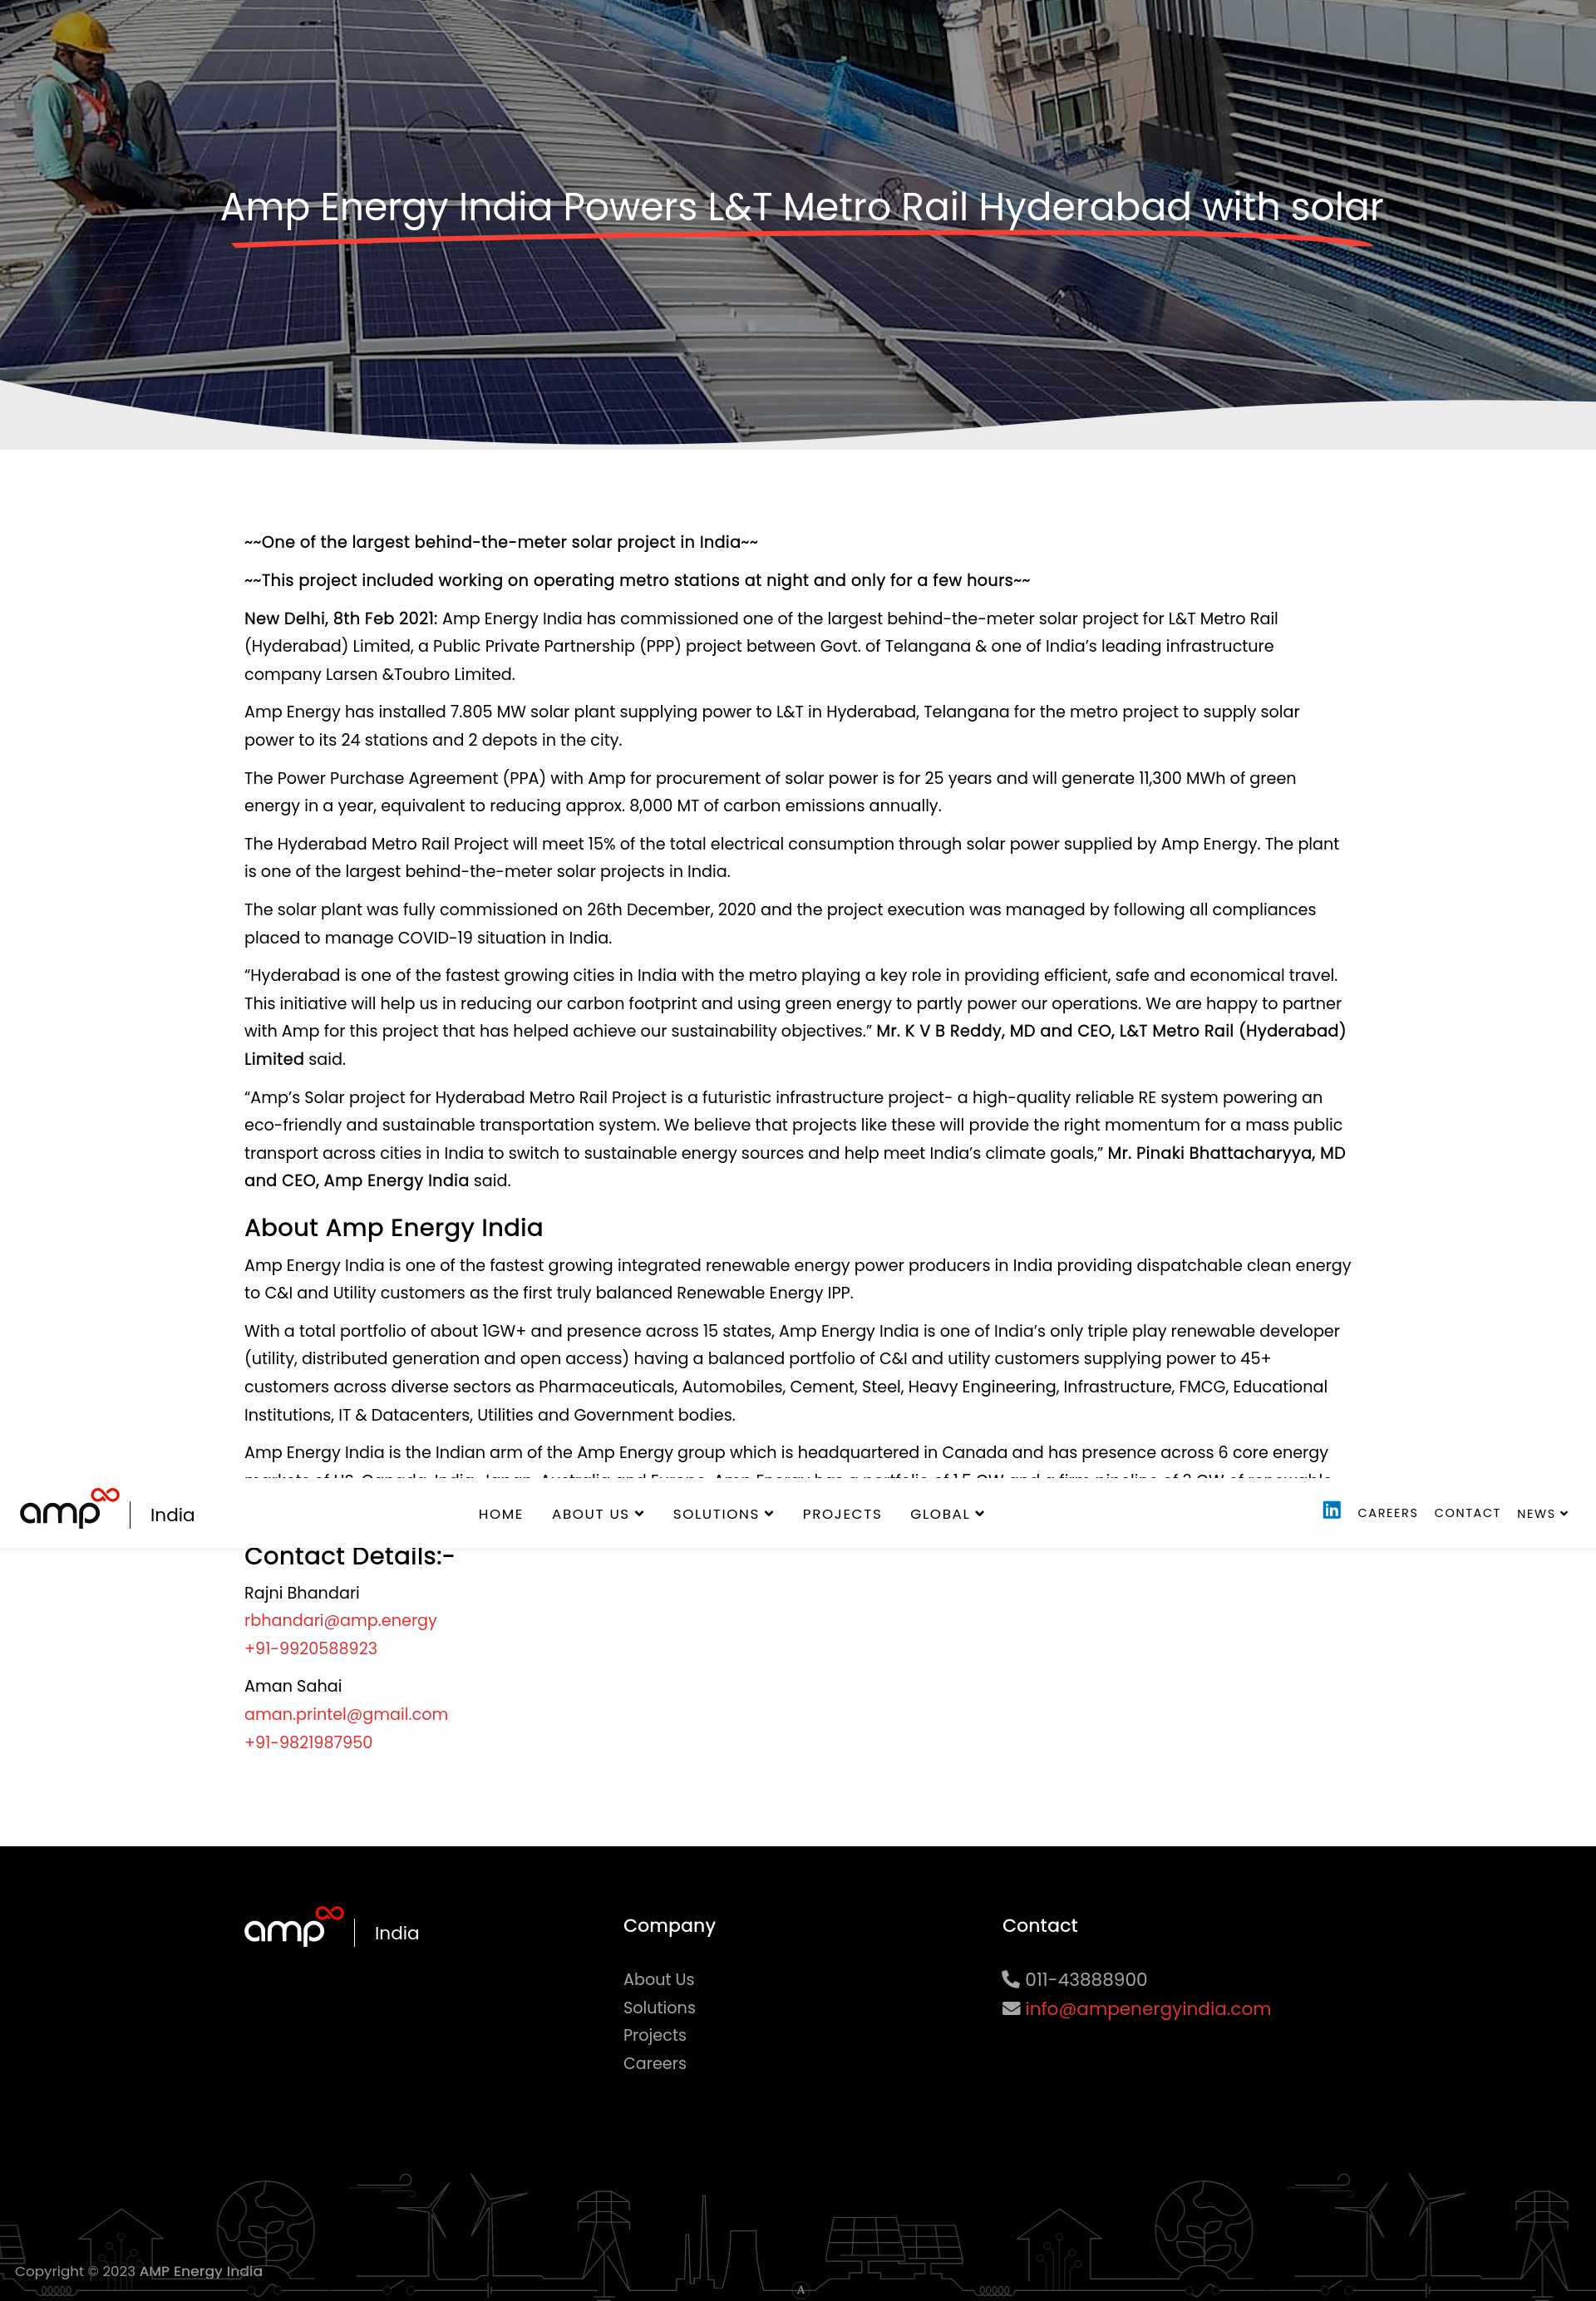 Amp Energy India Powers L&T Metro Rail Hyderabad with solar
~~One of the largest behind-the-meter solar project in India~~
~~This project included working on operating metro stations at night and only for a few hours~~
New Delhi, 8th Feb 2021: Amp Energy India has commissioned one of the largest behind-the-meter solar project for L&T Metro Rail
(Hyderabad) Limited, a Public Private Partnership (PPP) project between Govt. of Telangana & one of India’s leading infrastructure
company Larsen &Toubro Limited.
Amp Energy has installed 7.805 MW solar plant supplying power to L&T in Hyderabad, Telangana for the metro project to supply solar
power to its 24 stations and 2 depots in the city.
The Power Purchase Agreement (PPA) with Amp for procurement of solar power is for 25 years and will generate 11,300 MWh of green
energy in a year, equivalent to reducing approx. 8,000 MT of carbon emissions annually.
The Hyderabad Metro Rail Project will meet 15% of the total electrical consumption through solar power supplied by Amp Energy. The plant
is one of the largest behind-the-meter solar projects in India.
The solar plant was fully commissioned on 26th December, 2020 and the project execution was managed by following all compliances
placed to manage COVID-19 situation in India.
“Hyderabad is one of the fastest growing cities in India with the metro playing a key role in providing efficient, safe and economical travel.
This initiative will help us in reducing our carbon footprint and using green energy to partly power our operations. We are happy to partner
with Amp for this project that has helped achieve our sustainability objectives.” Mr. K V B Reddy, MD and CEO, L&T Metro Rail (Hyderabad)
Limited said.
“Amp’s Solar project for Hyderabad Metro Rail Project is a futuristic infrastructure project- a high-quality reliable RE system powering an
eco-friendly and sustainable transportation system. We believe that projects like these will provide the right momentum for a mass public
transport across cities in India to switch to sustainable energy sources and help meet India’s climate goals,” Mr. Pinaki Bhattacharyya, MD
and CEO, Amp Energy India said.
About Amp Energy India
Amp Energy India is one of the fastest growing integrated renewable energy power producers in India providing dispatchable clean energy
to C&I and Utility customers as the first truly balanced Renewable Energy IPP.
With a total portfolio of about 1GW+ and presence across 15 states, Amp Energy India is one of India’s only triple play renewable developer
(utility, distributed generation and open access) having a balanced portfolio of C&I and utility customers supplying power to 45+
customers across diverse sectors as Pharmaceuticals, Automobiles, Cement, Steel, Heavy Engineering, Infrastructure, FMCG, Educational
Institutions, IT & Datacenters, Utilities and Government bodies.
Amp Energy India is the Indian arm of the Amp Energy group which is headquartered in Canada and has presence across 6 core energy
amp India HOME ABOUT US SOLUTIONS PROJECTS GLOBAL CAREERS CONTACT NEWS
Contact Details:-
Rajni Bhandari
rbhandari@amp.energy
+91-9920588923
Aman Sahai
aman.printel@gmail.com
+91-9821987950
amp India
Company
About Us
Solutions
Projects
Careers
Contact
011-43888900
info@ampenergyindia.com
Copyright © 2023 AMP Energy India
A